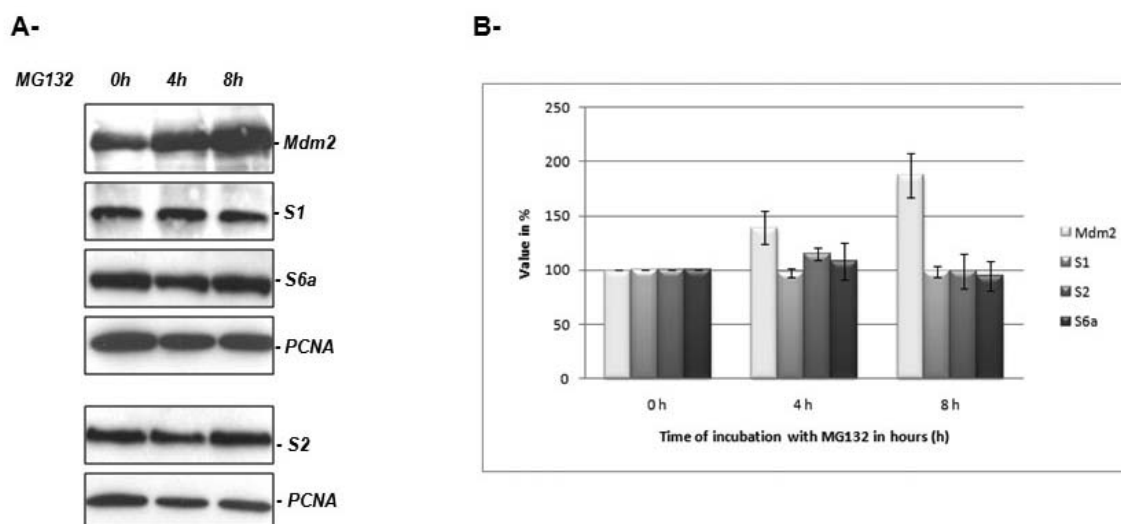 A-
MG132 0h 4h 8h
- Mdm2
- S1
- S6a
- PCNA
- S2
- PCNA
B-
250
200
150
100
50
0
Value in %
0 h 4 h 8 h
Time of incubation with MG132 in hours (h)
Mdm2
S1
S2
S6a